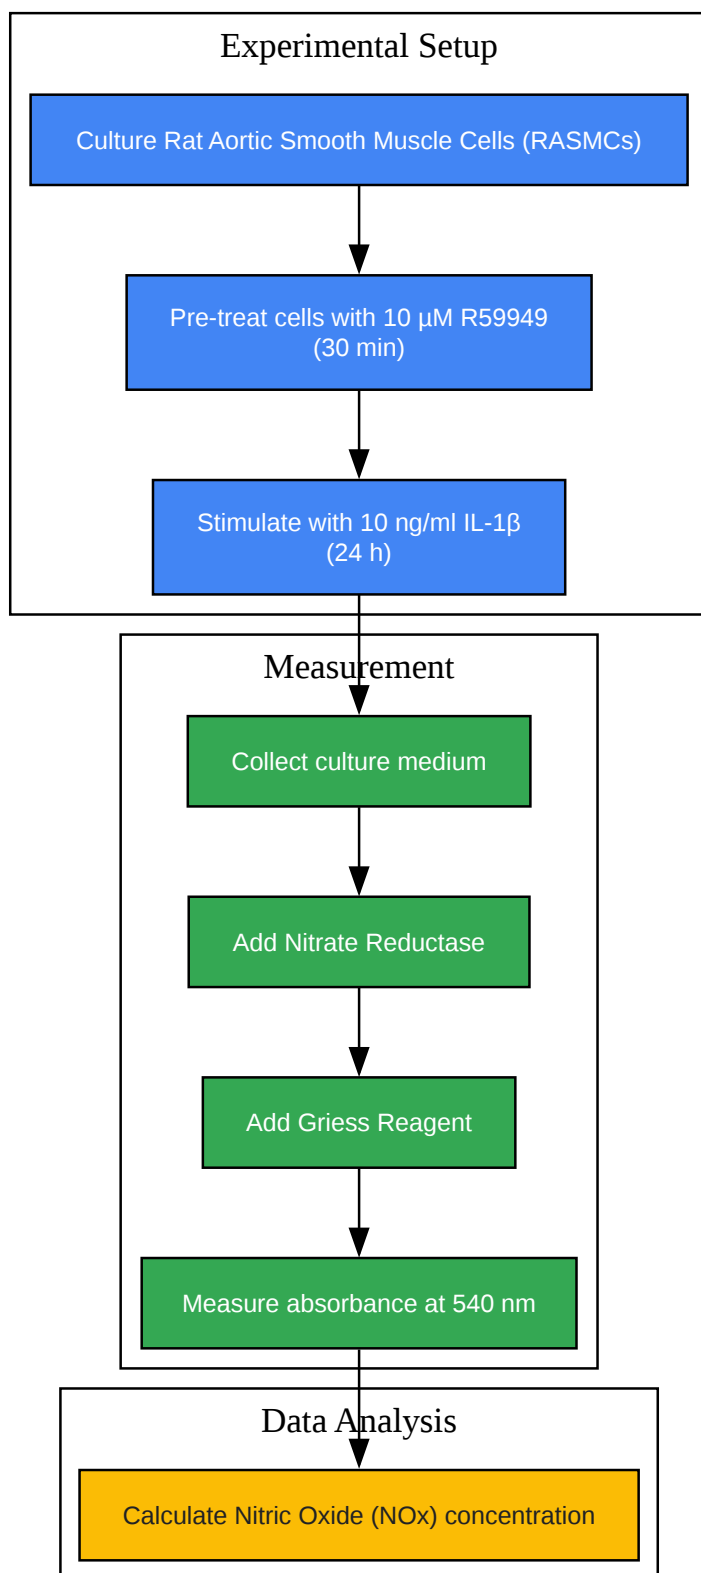 Experimental Setup
Culture Rat Aortic Smooth Muscle Cells (RASMCs)
Pre-treat cells with 10 µM R59949
(30 min)
Stimulate with 10 ng/ml IL-1β
(24 h)
Measurement
Collect culture medium
Add Nitrate Reductase
Add Griess Reagent
Measure absorbance at 540 nm
Data Analysis
Calculate Nitric Oxide (NOx) concentration